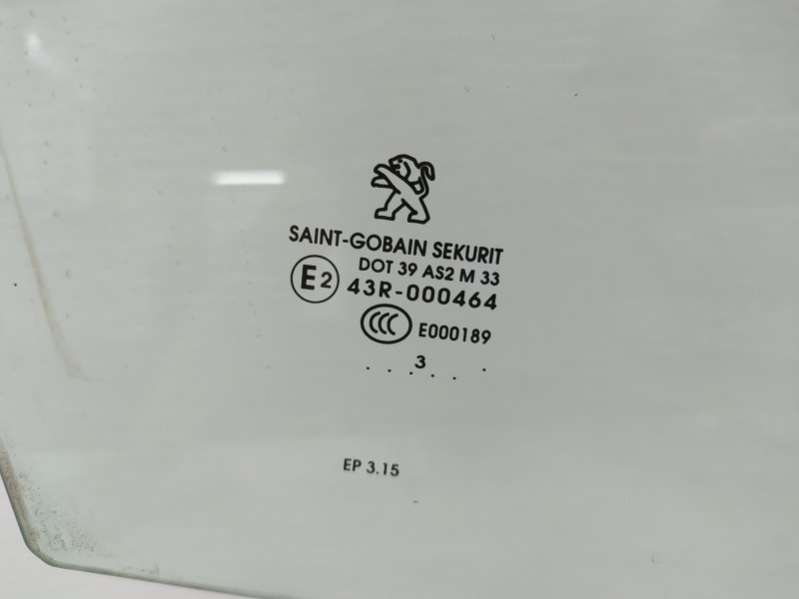 SAINT-GOBAIN SEKURIT
DOT 39 AS2 M 33
E2 43R-000464
CCC E000189
. . 3 . . . .
EP 3.15